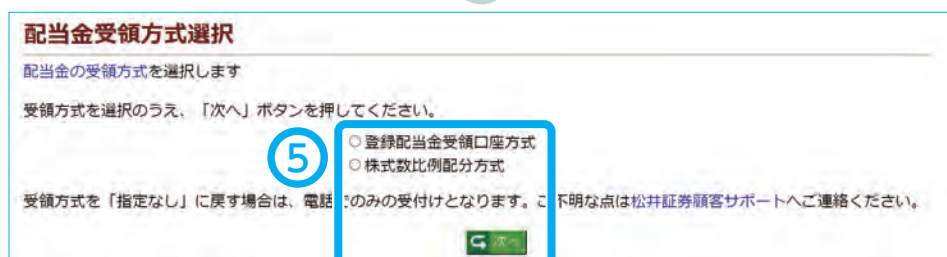 配当金受領方式選択
配当金の受領方式を選択します
受領方式を選択のうえ、「次へ」ボタンを押してください。
⑤
登録配当金受領口座方式
株式数比例配分方式
受領方式を「指定なし」に戻す場合は、電話でのみの受付けとなります。ご不明な点は松井証券顧客サポートへご連絡ください。
次へ